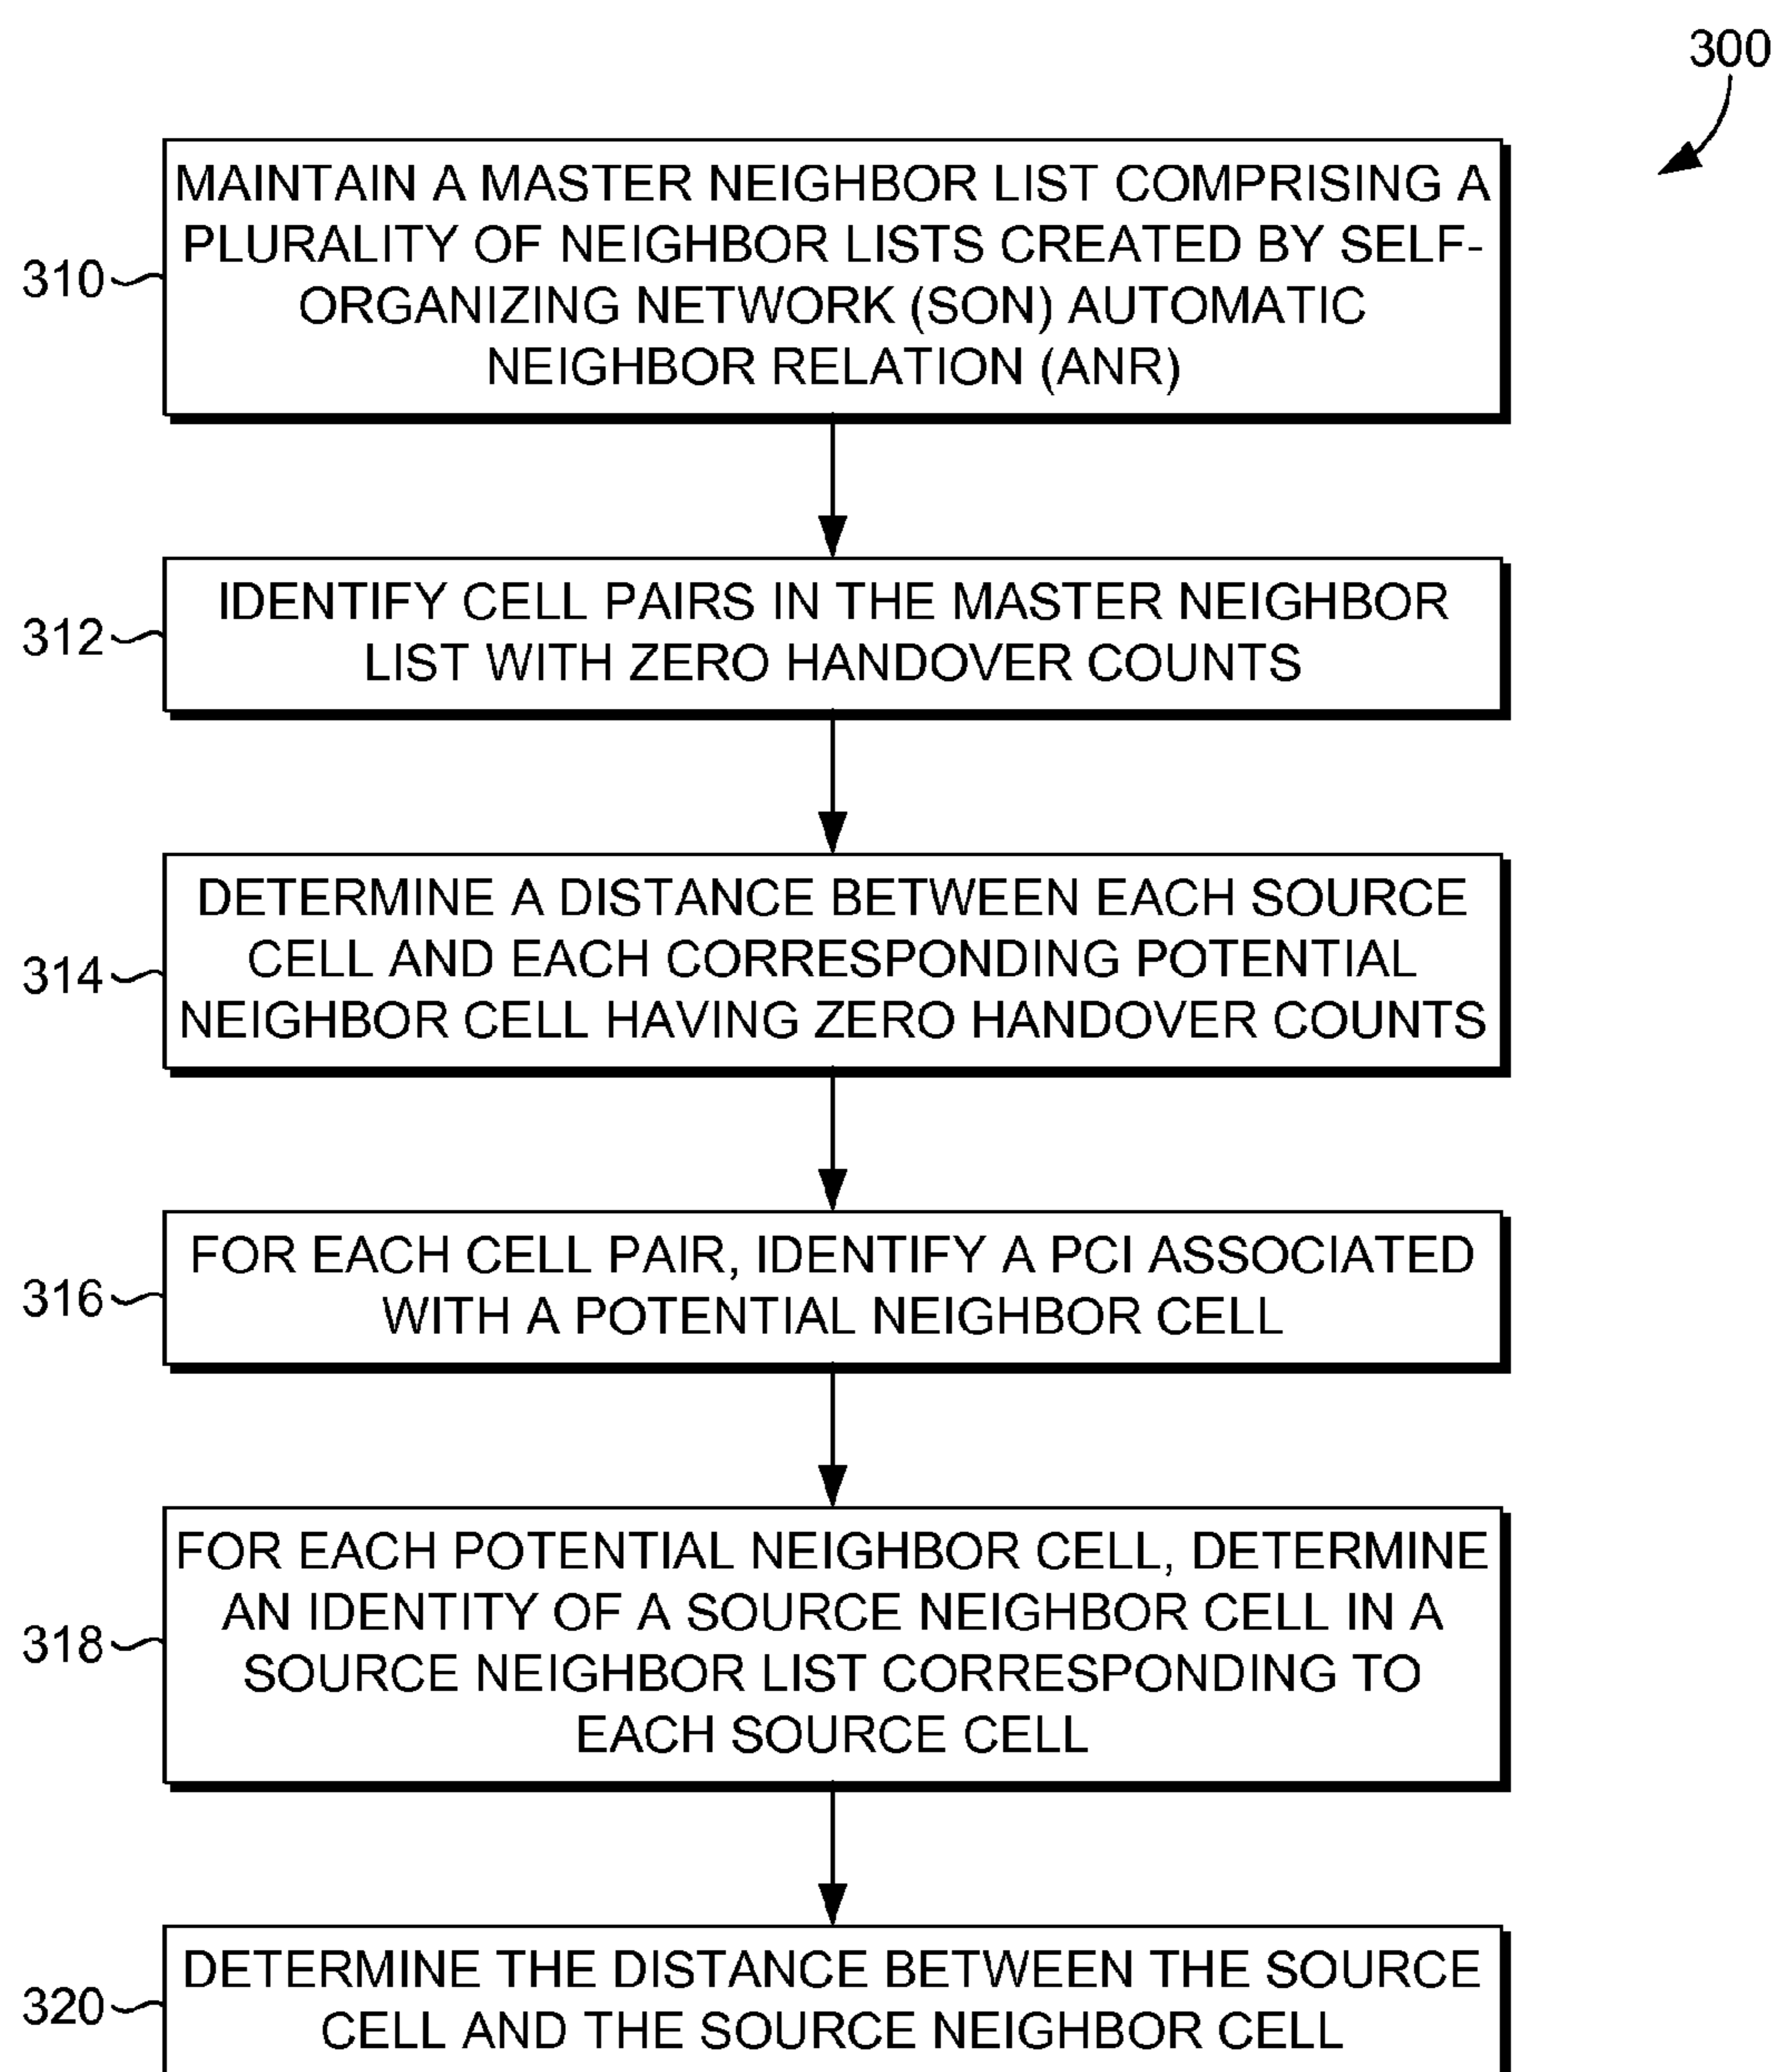 300
MAINTAIN A MASTER NEIGHBOR LIST COMPRISING A
PLURALITY OF NEIGHBOR LISTS CREATED BY SELF-
310
ORGANIZING NETWORK (SON) AUTOMATIC
NEIGHBOR RELATION (ANR)
IDENTIFY CELL PAIRS IN THE MASTER NEIGHBOR
312
LIST WITH ZERO HANDOVER COUNTS
DETERMINE A DISTANCE BETWEEN EACH SOURCE
314
CELL AND EACH CORRESPONDING POTENTIAL
NEIGHBOR CELL HAVING ZERO HANDOVER COUNTS
FOR EACH CELL PAIR, IDENTIFY A PCI ASSOCIATED
316
WITH A POTENTIAL NEIGHBOR CELL
FOR EACH POTENTIAL NEIGHBOR CELL, DETERMINE
AN IDENTITY OF A SOURCE NEIGHBOR CELL IN A
318
SOURCE NEIGHBOR LIST CORRESPONDING TO
EACH SOURCE CELL
DETERMINE THE DISTANCE BETWEEN THE SOURCE
320
CELL AND THE SOURCE NEIGHBOR CELL